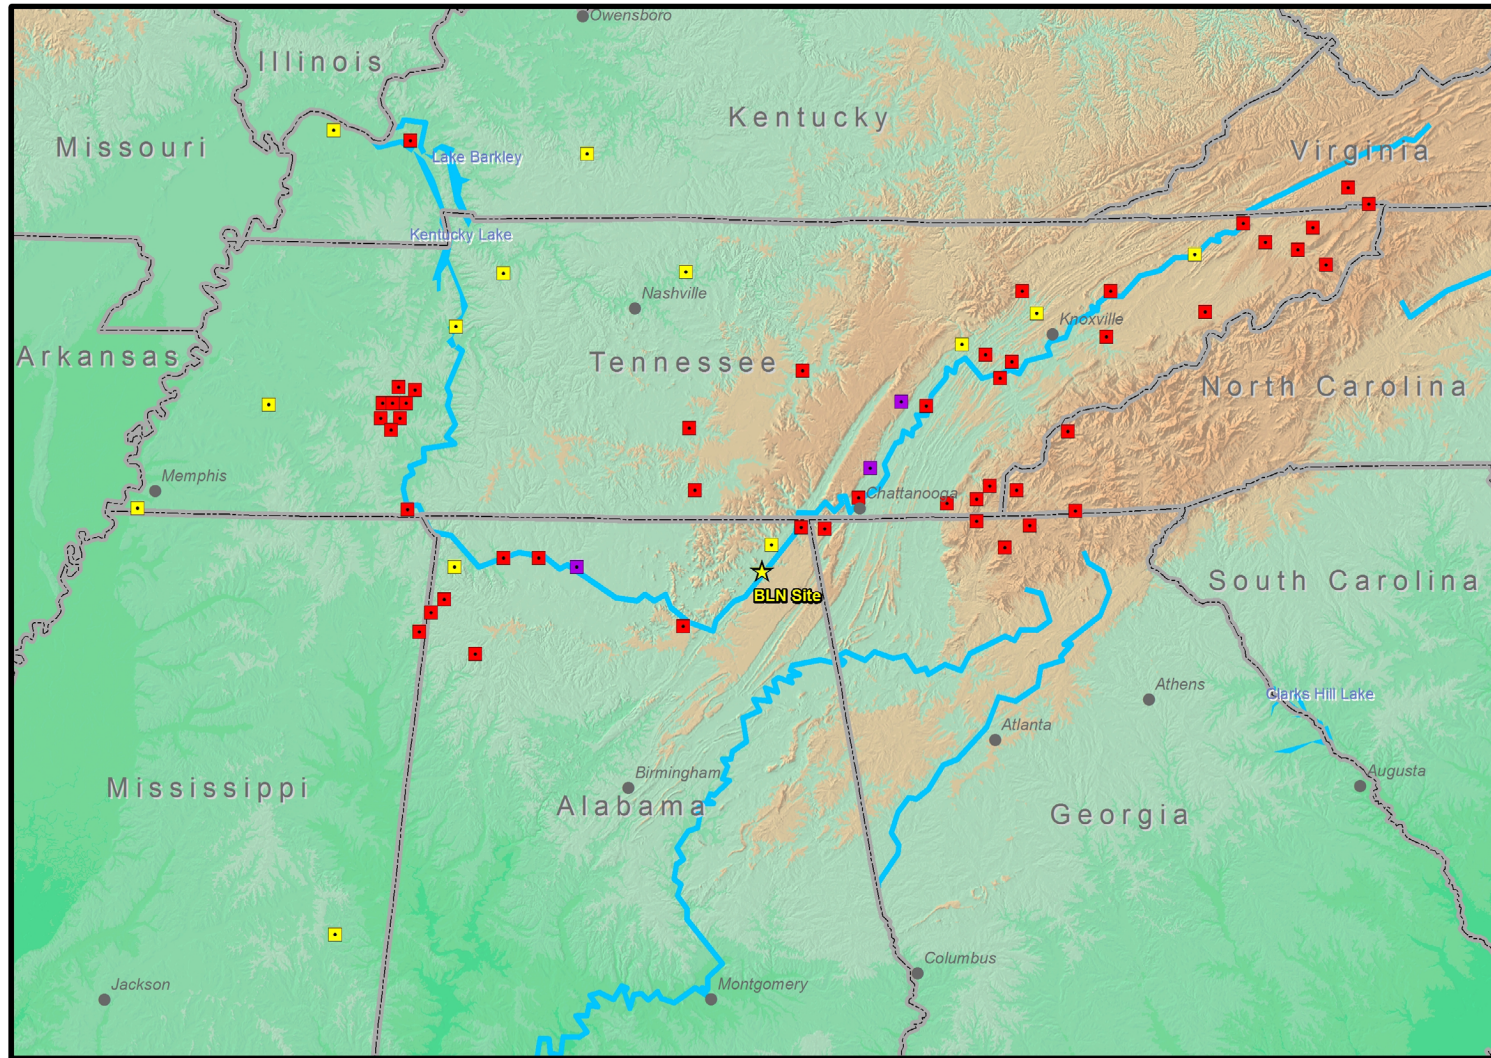 Owensboro
Illinois
Kentucky
Missouri
Lake Barkley
Virginia
Kentucky Lake
Nashville
Knoxville
Arkansas
Tennessee
North Carolina
Memphis
Chattanooga
BLN Site
South Carolina
Athens
Clarks Hill Lake
Atlanta
Birmingham
Augusta
Mississippi
Alabama
Georgia
Columbus
Jackson
Montgomery